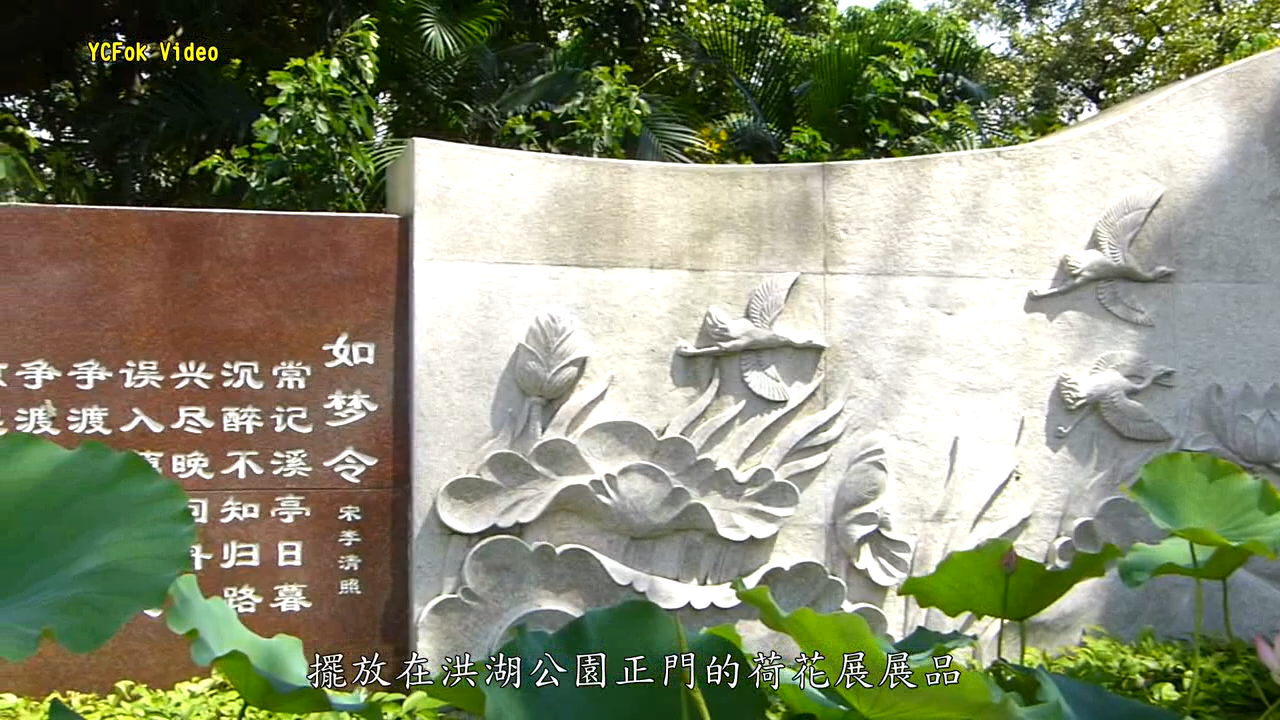 YCFok Video
如梦令
宋李清照
常记溪亭日暮
沉醉不知归路
兴尽晚回舟
误入
争渡
争渡
擺放在洪湖公園正門的荷花展展品